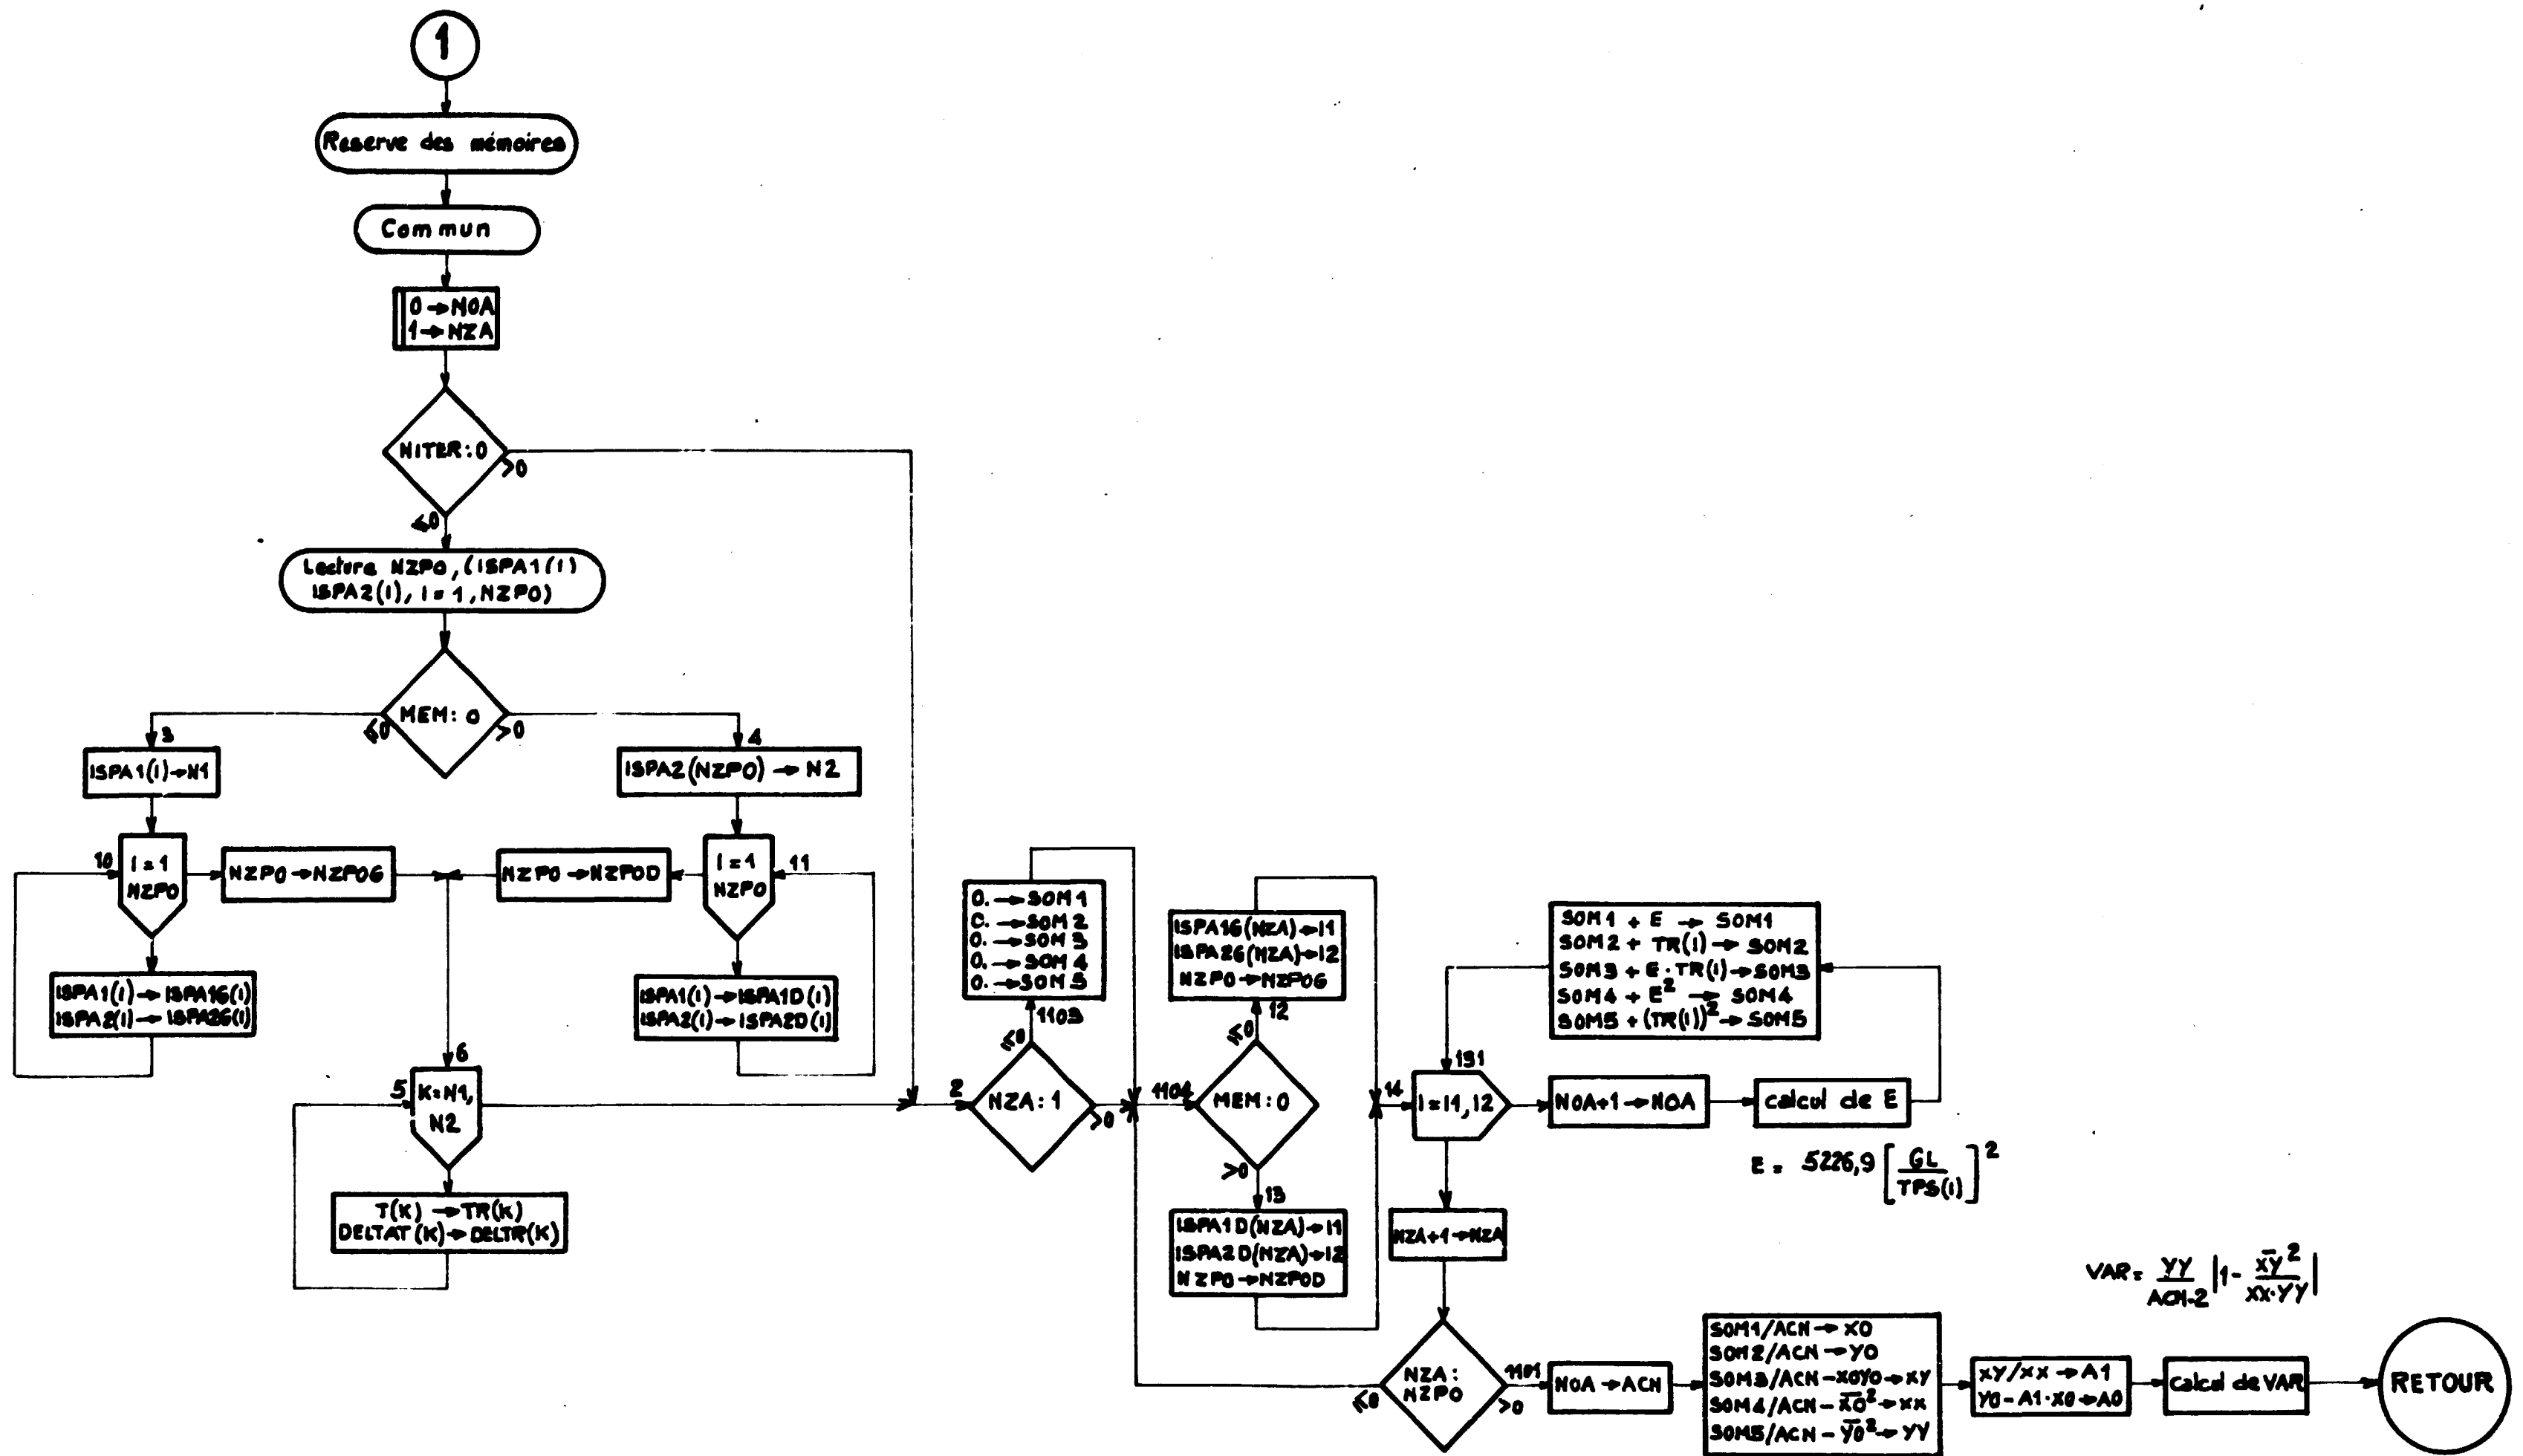 1
Reserve des mémoires
Commun
0→NOA
1→NZA
NITER:0
>0
≤0
Lecture NZPO,(ISPA1(I)
ISPA2(I), I=1,NZPO)
MEM:0
≤0
>0
3
ISPA1(I)→N1
4
ISPA2(NZPO)→N2
10
I=1
NZPO
NZPO→NZPOG
NZPO→NZPOD
I=1
NZPO
11
ISPA1(I)→ISPA1G(I)
ISPA2(I)→ISPA2G(I)
ISPA1(I)→ISPA1D(I)
ISPA2(I)→ISPA2D(I)
6
5
K=N1,
N2
T(K)→TR(K)
DELTAT(K)→DELTR(K)
0.→SOM1
0.→SOM2
0.→SOM3
0.→SOM4
0.→SOM5
1103
≤0
2
NZA:1
>0
ISPA1G(NZA)→I1
ISPA2G(NZA)→I2
NZPO→NZPOG
12
≤0
1104
MEM:0
>0
13
ISPA1D(NZA)→I1
ISPA2D(NZA)→I2
NZPO→NZPOD
SOM1 + E → SOM1
SOM2 + TR(I) → SOM2
SOM3 + E·TR(I)→SOM3
SOM4 + E² → SOM4
SOM5 + (TR(I))²→SOM5
131
14
I=I1,I2
NOA+1→NOA
calcul de E
E = 5226,9 [GL/TPS(I)]²
NZA+1→NZA
VAR = YY/ACN-2 |1 - XY²/XX·YY|
NZA:
NZPO
≤0
1101
>0
NOA→ACN
SOM1/ACN→X0
SOM2/ACN→Y0
SOM3/ACN-X0Y0→XY
SOM4/ACN-X0²→XX
SOM5/ACN-Y0²→YY
XY/XX→A1
Y0-A1·X0→A0
calcul de VAR
RETOUR